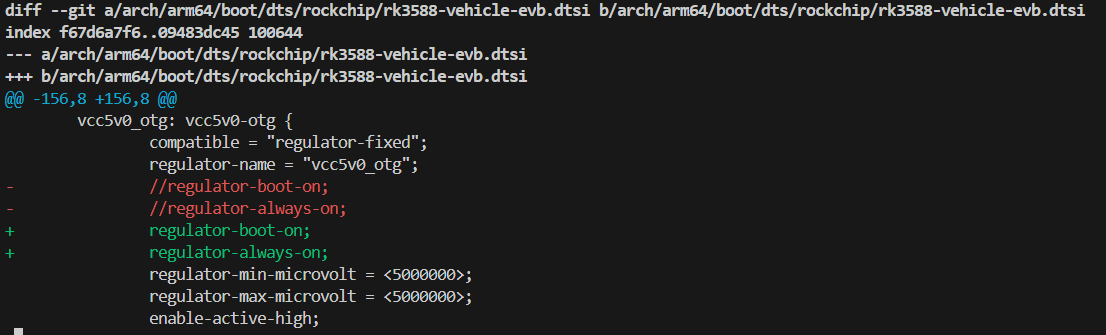 diff --git a/arch/arm64/boot/dts/rockchip/rk3588-vehicle-evb.dtsi b/arch/arm64/boot/dts/rockchip/rk3588-vehicle-evb.dtsi
index f67d6a7f6..09483dc45 100644
--- a/arch/arm64/boot/dts/rockchip/rk3588-vehicle-evb.dtsi
+++ b/arch/arm64/boot/dts/rockchip/rk3588-vehicle-evb.dtsi
@@ -156,8 +156,8 @@
        vcc5v0_otg: vcc5v0-otg {
                compatible = "regulator-fixed";
                regulator-name = "vcc5v0_otg";
-               //regulator-boot-on;
-               //regulator-always-on;
+               regulator-boot-on;
+               regulator-always-on;
                regulator-min-microvolt = <5000000>;
                regulator-max-microvolt = <5000000>;
                enable-active-high;